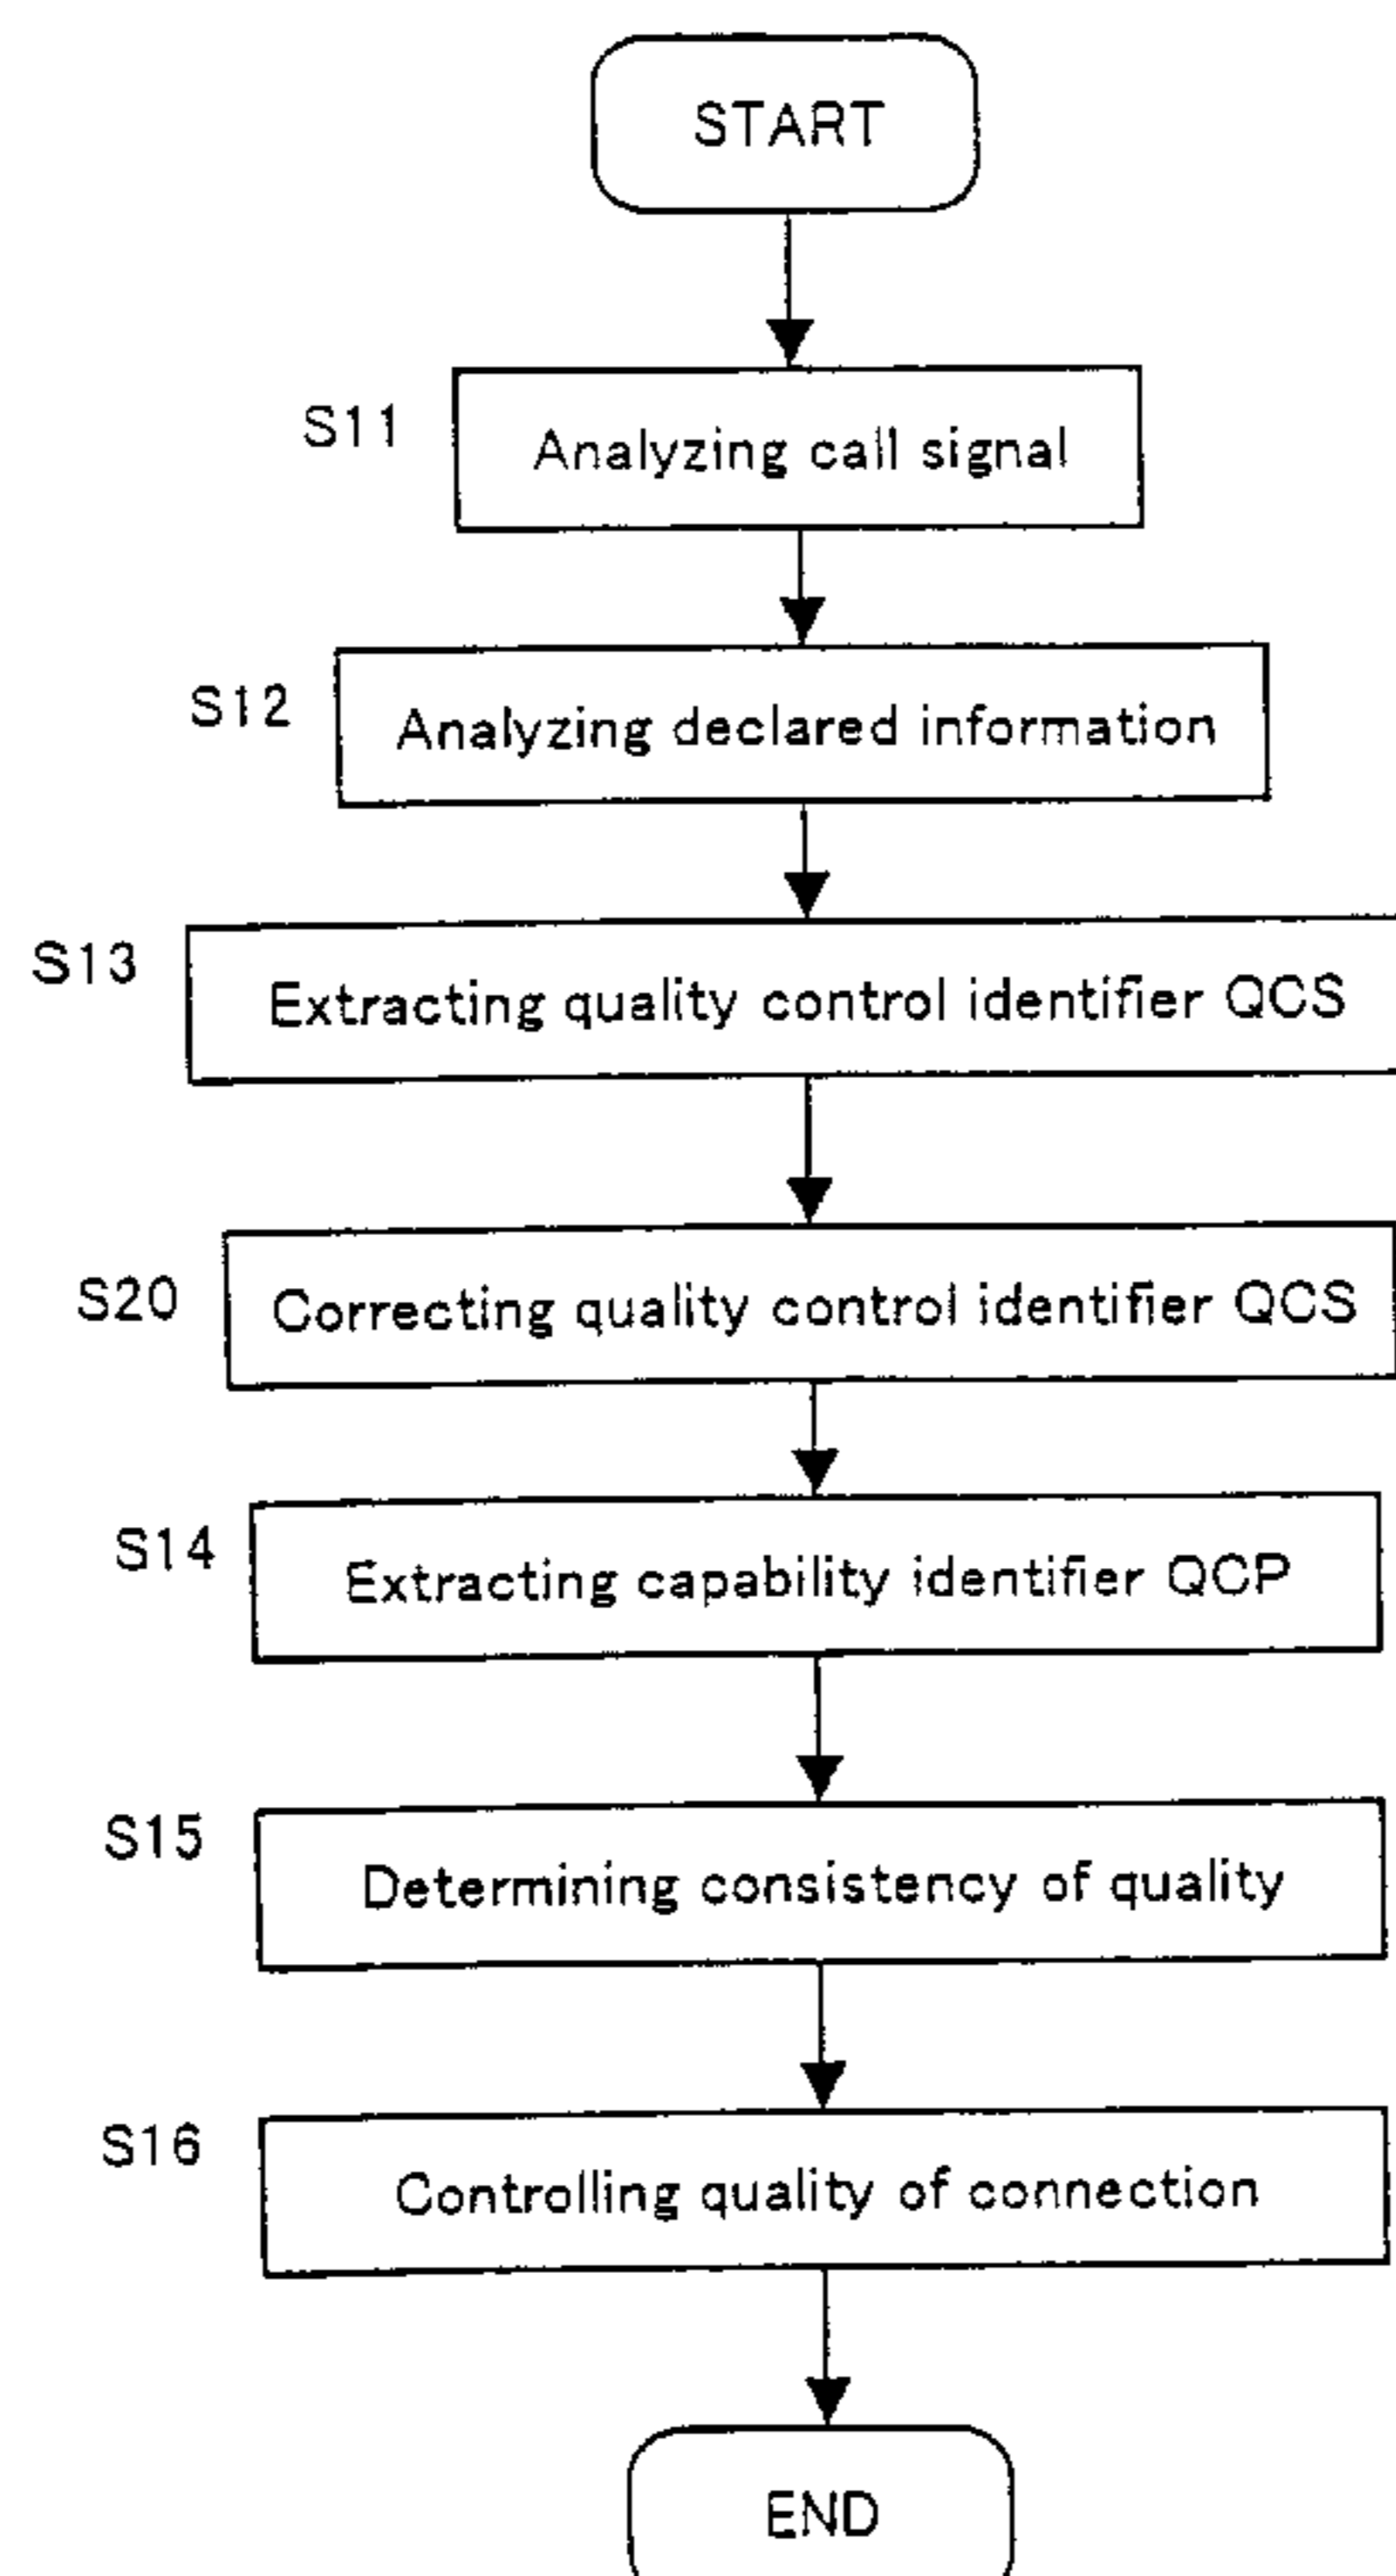 START
S11
Analyzing call signal
S12
Analyzing declared information
S13
Extracting quality control identifier QCS
S20
Correcting quality control identifier QCS
S14
Extracting capability identifier QCP
S15
Determining consistency of quality
S16
Controlling quality of connection
END